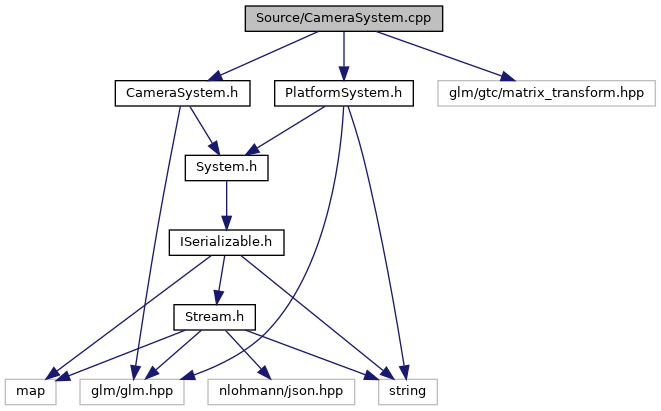 Source/CameraSystem.cpp
CameraSystem.h
PlatformSystem.h
glm/gtc/matrix_transform.hpp
System.h
ISerializable.h
Stream.h
map
glm/glm.hpp
nlohmann/json.hpp
string